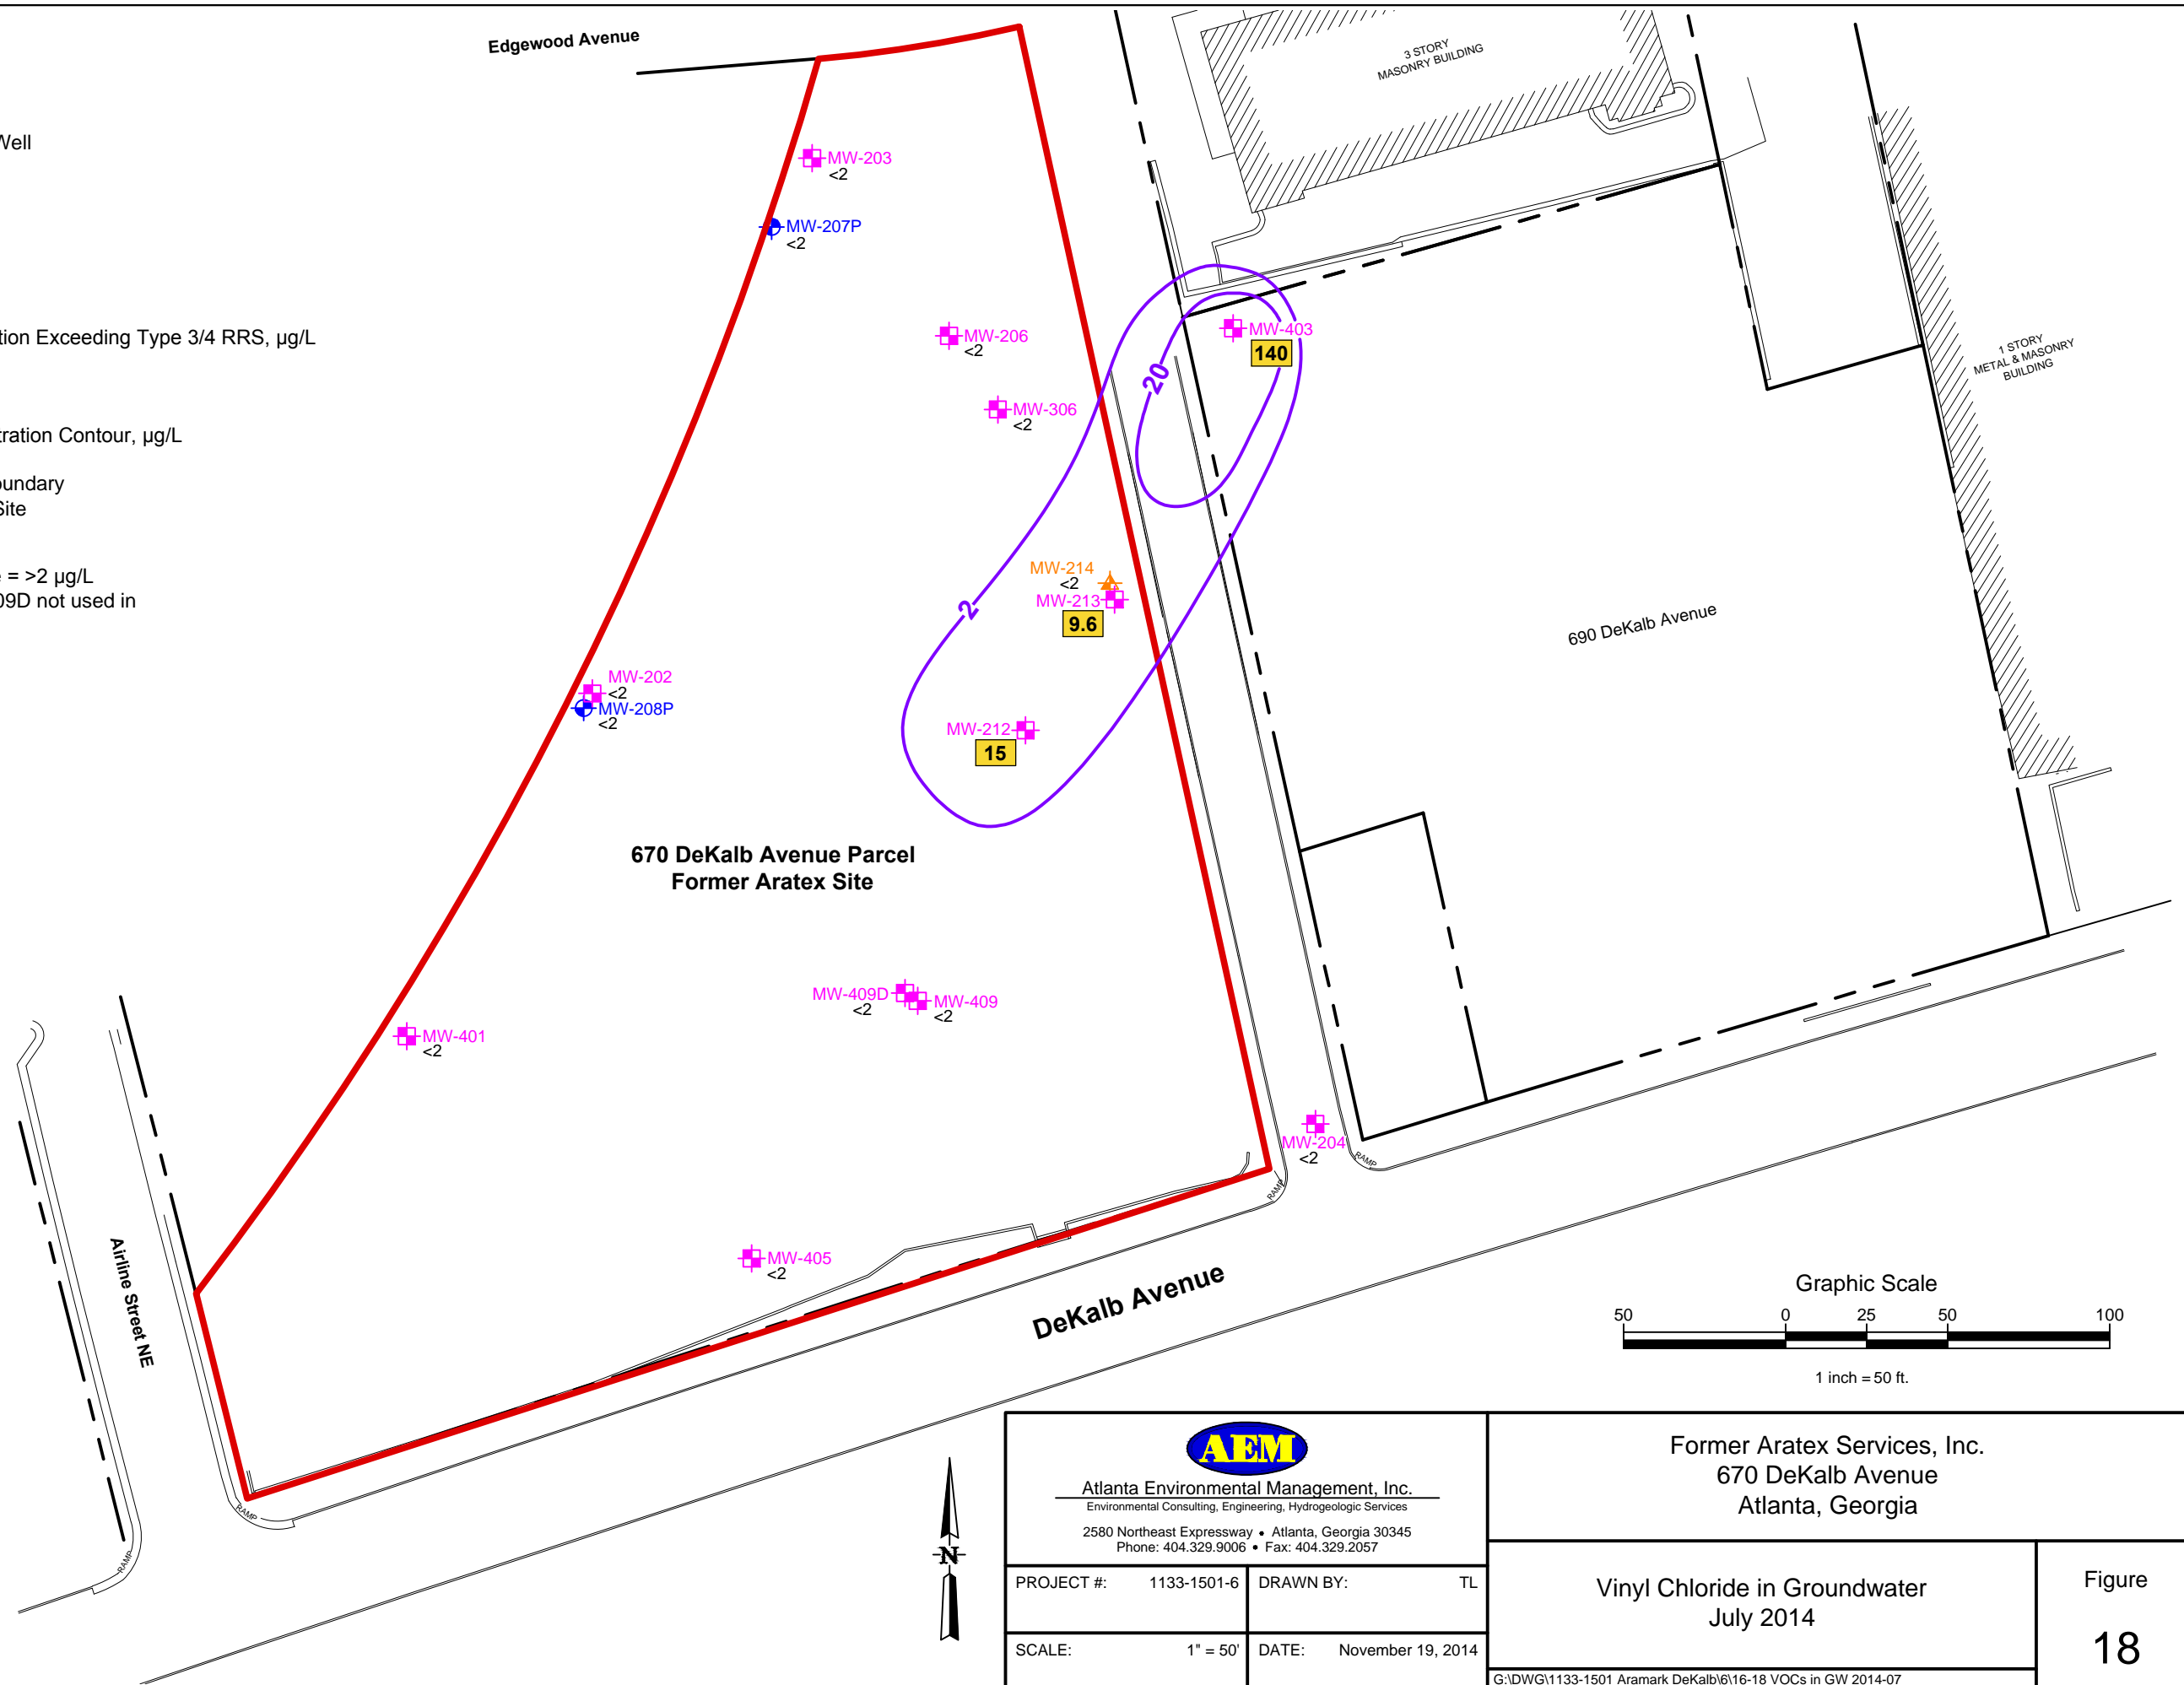 Edgewood Avenue
3 STORY
MASONRY BUILDING
Well
MW-203
<2
MW-207P
<2
tion Exceeding Type 3/4 RRS, µg/L
MW-206
<2
MW-403
140
20
1 STORY
METAL & MASONRY
BUILDING
MW-306
<2
tration Contour, µg/L
oundary
Site
= >2 µg/L
09D not used in
MW-214
<2
MW-213
9.6
2
690 DeKalb Avenue
MW-202
<2
MW-208P
<2
MW-212
15
670 DeKalb Avenue Parcel
Former Aratex Site
MW-409D
<2
MW-409
<2
MW-401
<2
MW-204
<2
RAMP
RAMP
Airline Street NE
MW-405
<2
DeKalb Avenue
RAMP
RAMP
Graphic Scale
50 0 25 50 100
1 inch = 50 ft.
N
AEM
Atlanta Environmental Management, Inc.
Environmental Consulting, Engineering, Hydrogeologic Services
2580 Northeast Expressway • Atlanta, Georgia 30345
Phone: 404.329.9006 • Fax: 404.329.2057
PROJECT #: 1133-1501-6
DRAWN BY: TL
SCALE: 1" = 50'
DATE: November 19, 2014
Former Aratex Services, Inc.
670 DeKalb Avenue
Atlanta, Georgia
Vinyl Chloride in Groundwater
July 2014
Figure
18
G:\DWG\1133-1501 Aramark DeKalb\6\16-18 VOCs in GW 2014-07